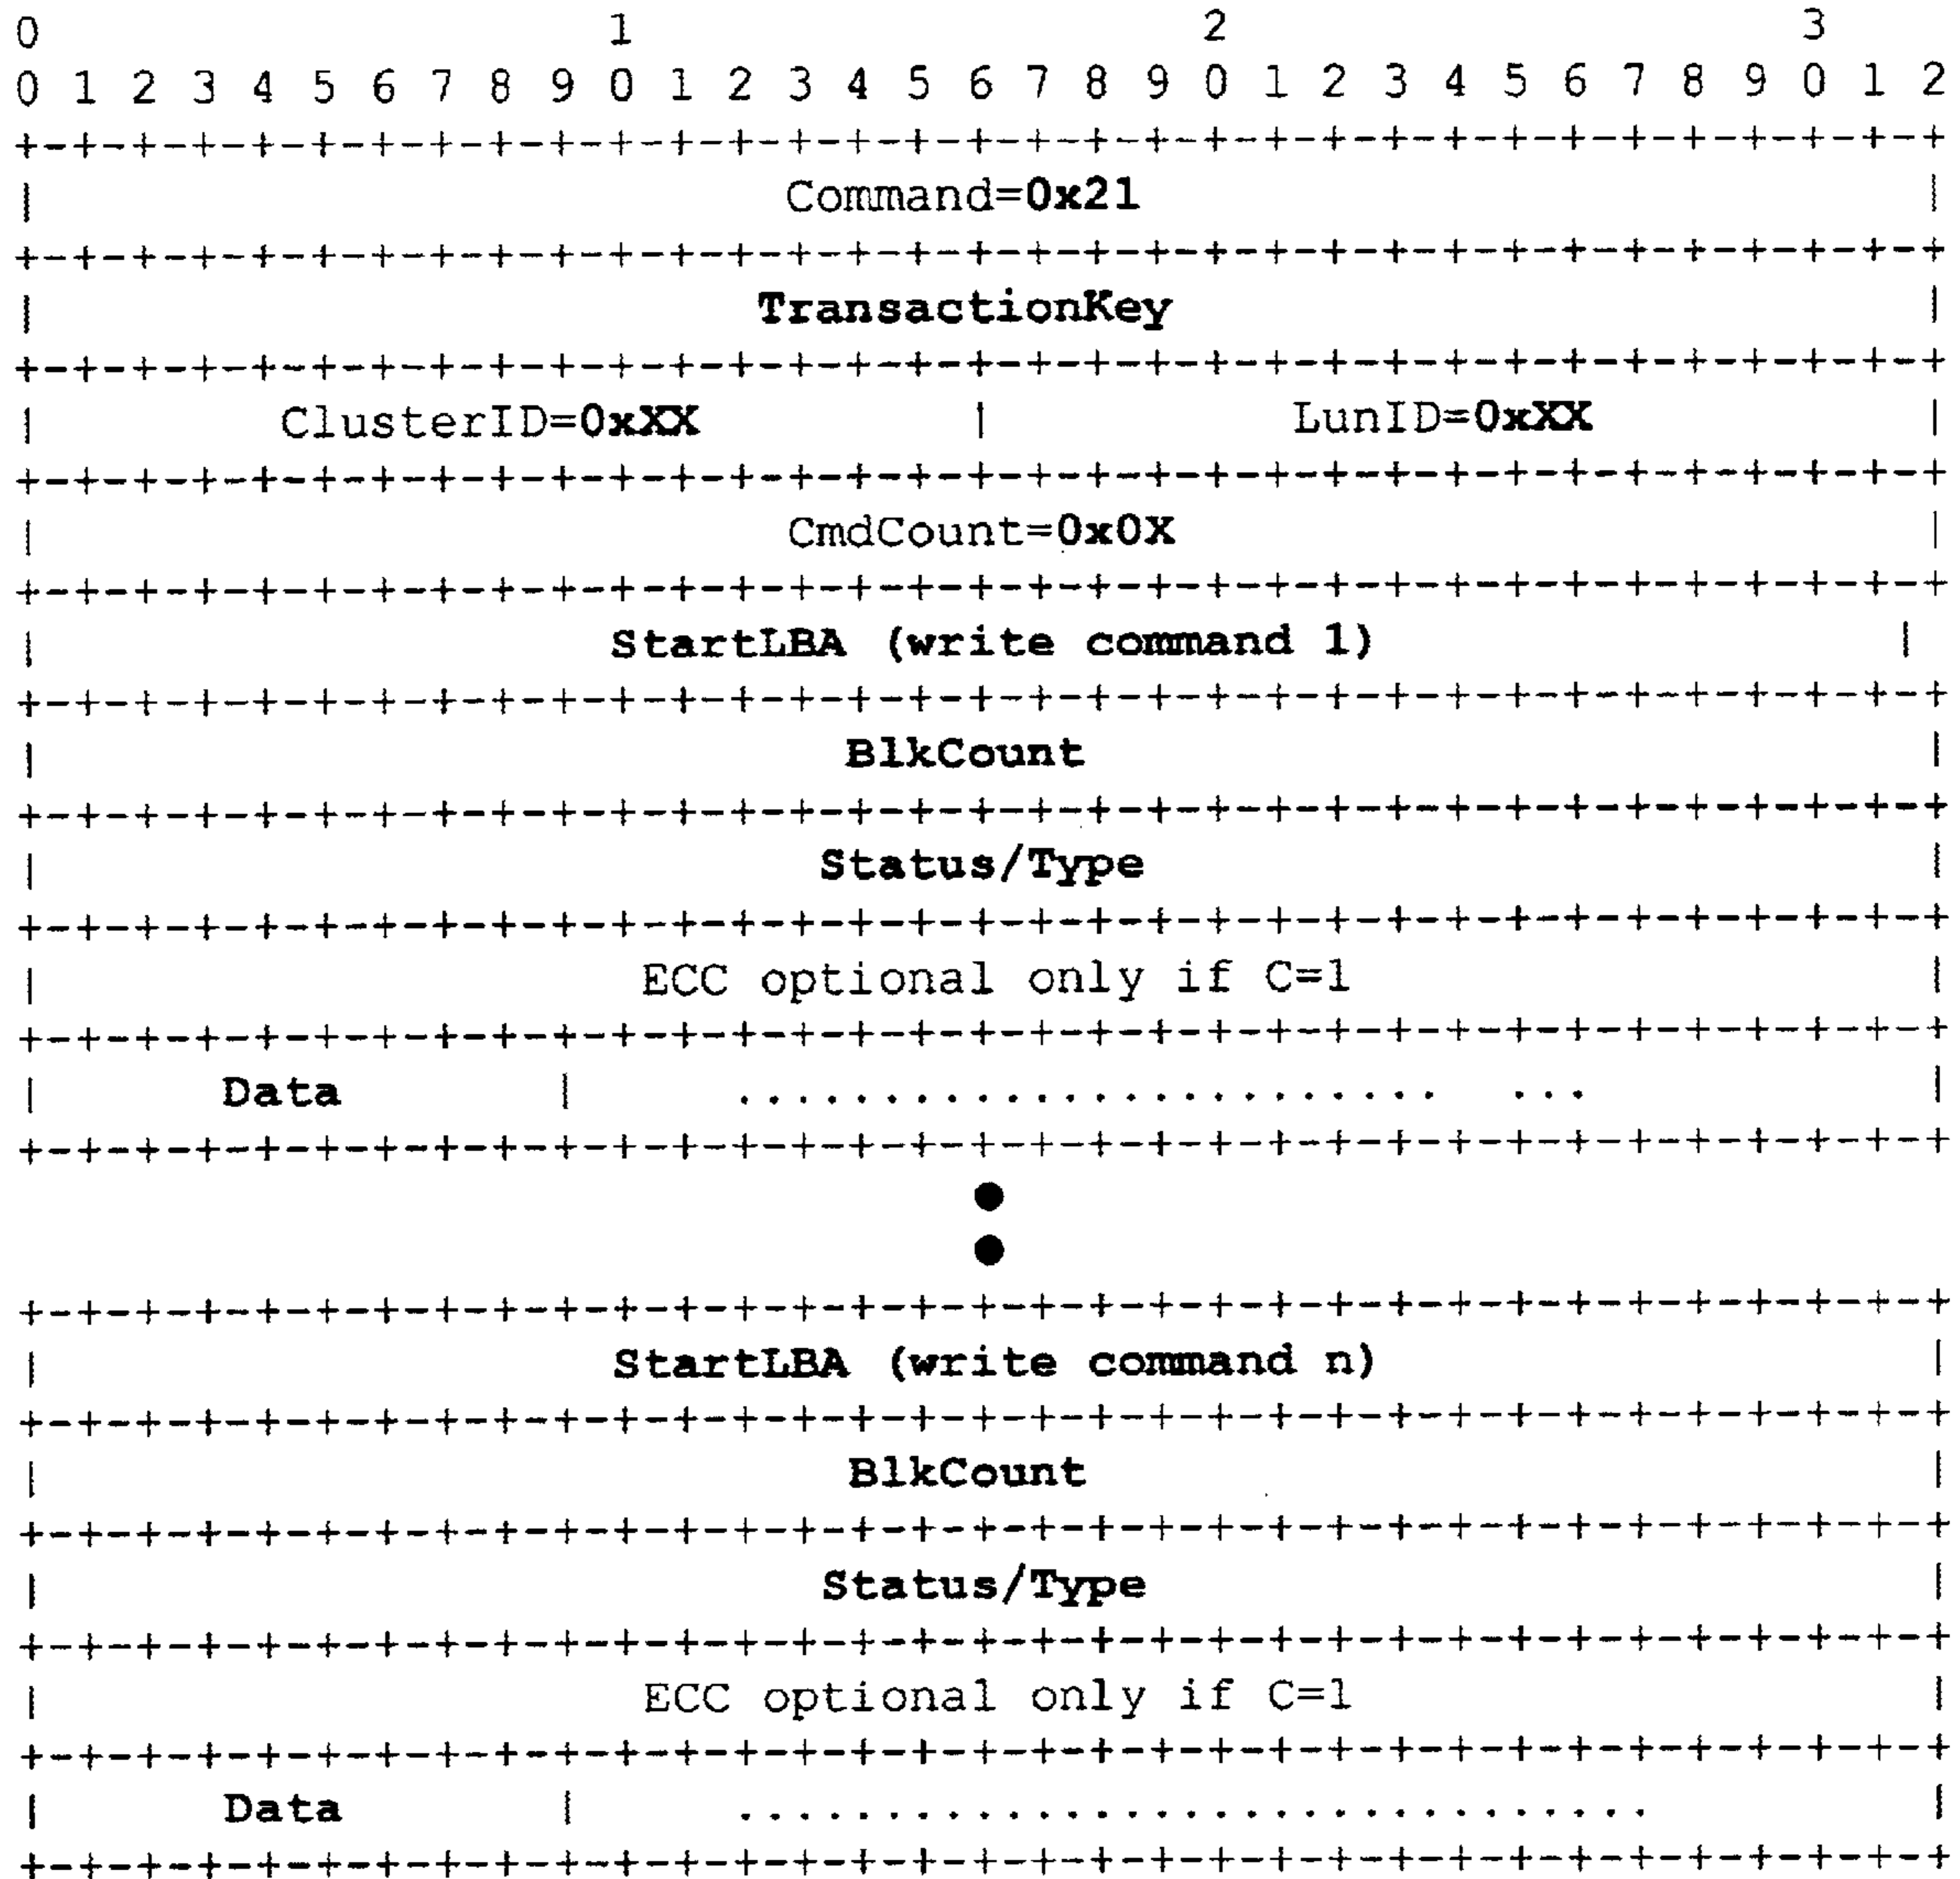 0                   1                   2                   3
0 1 2 3 4 5 6 7 8 9 0 1 2 3 4 5 6 7 8 9 0 1 2 3 4 5 6 7 8 9 0 1 2
+-+-+-+-+-+-+-+-+-+-+-+-+-+-+-+-+-+-+-+-+-+-+-+-+-+-+-+-+-+-+-+-+
| Command=0x21 |
+-+-+-+-+-+-+-+-+-+-+-+-+-+-+-+-+-+-+-+-+-+-+-+-+-+-+-+-+-+-+-+-+
| TransactionKey |
+-+-+-+-+-+-+-+-+-+-+-+-+-+-+-+-+-+-+-+-+-+-+-+-+-+-+-+-+-+-+-+-+
| ClusterID=0xXX | LunID=0xXX |
+-+-+-+-+-+-+-+-+-+-+-+-+-+-+-+-+-+-+-+-+-+-+-+-+-+-+-+-+-+-+-+-+
| CmdCount=0x0X |
+-+-+-+-+-+-+-+-+-+-+-+-+-+-+-+-+-+-+-+-+-+-+-+-+-+-+-+-+-+-+-+-+
| StartLBA (write command 1) |
+-+-+-+-+-+-+-+-+-+-+-+-+-+-+-+-+-+-+-+-+-+-+-+-+-+-+-+-+-+-+-+-+
| BlkCount |
+-+-+-+-+-+-+-+-+-+-+-+-+-+-+-+-+-+-+-+-+-+-+-+-+-+-+-+-+-+-+-+-+
| Status/Type |
+-+-+-+-+-+-+-+-+-+-+-+-+-+-+-+-+-+-+-+-+-+-+-+-+-+-+-+-+-+-+-+-+
| ECC optional only if C=1 |
+-+-+-+-+-+-+-+-+-+-+-+-+-+-+-+-+-+-+-+-+-+-+-+-+-+-+-+-+-+-+-+-+
| Data | ........................ ... |
+-+-+-+-+-+-+-+-+-+-+-+-+-+-+-+-+-+-+-+-+-+-+-+-+-+-+-+-+-+-+-+-+
●
●
+-+-+-+-+-+-+-+-+-+-+-+-+-+-+-+-+-+-+-+-+-+-+-+-+-+-+-+-+-+-+-+-+
| StartLBA (write command n) |
+-+-+-+-+-+-+-+-+-+-+-+-+-+-+-+-+-+-+-+-+-+-+-+-+-+-+-+-+-+-+-+-+
| BlkCount |
+-+-+-+-+-+-+-+-+-+-+-+-+-+-+-+-+-+-+-+-+-+-+-+-+-+-+-+-+-+-+-+-+
| Status/Type |
+-+-+-+-+-+-+-+-+-+-+-+-+-+-+-+-+-+-+-+-+-+-+-+-+-+-+-+-+-+-+-+-+
| ECC optional only if C=1 |
+-+-+-+-+-+-+-+-+-+-+-+-+-+-+-+-+-+-+-+-+-+-+-+-+-+-+-+-+-+-+-+-+
| Data | ............................... |
+-+-+-+-+-+-+-+-+-+-+-+-+-+-+-+-+-+-+-+-+-+-+-+-+-+-+-+-+-+-+-+-+